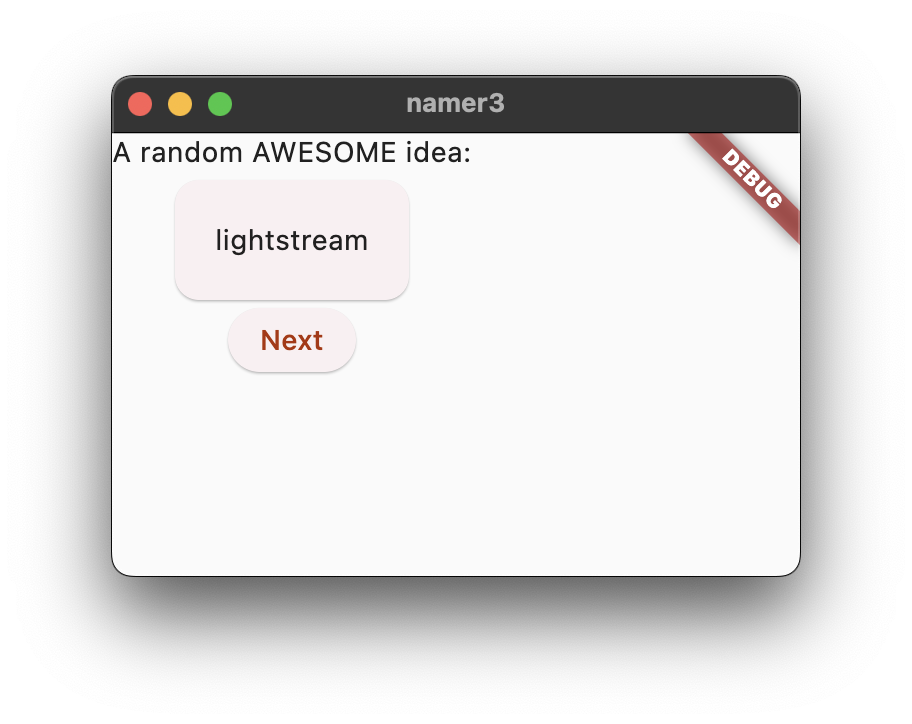 namer3
A random AWESOME idea:
DEBUG
lightstream
Next